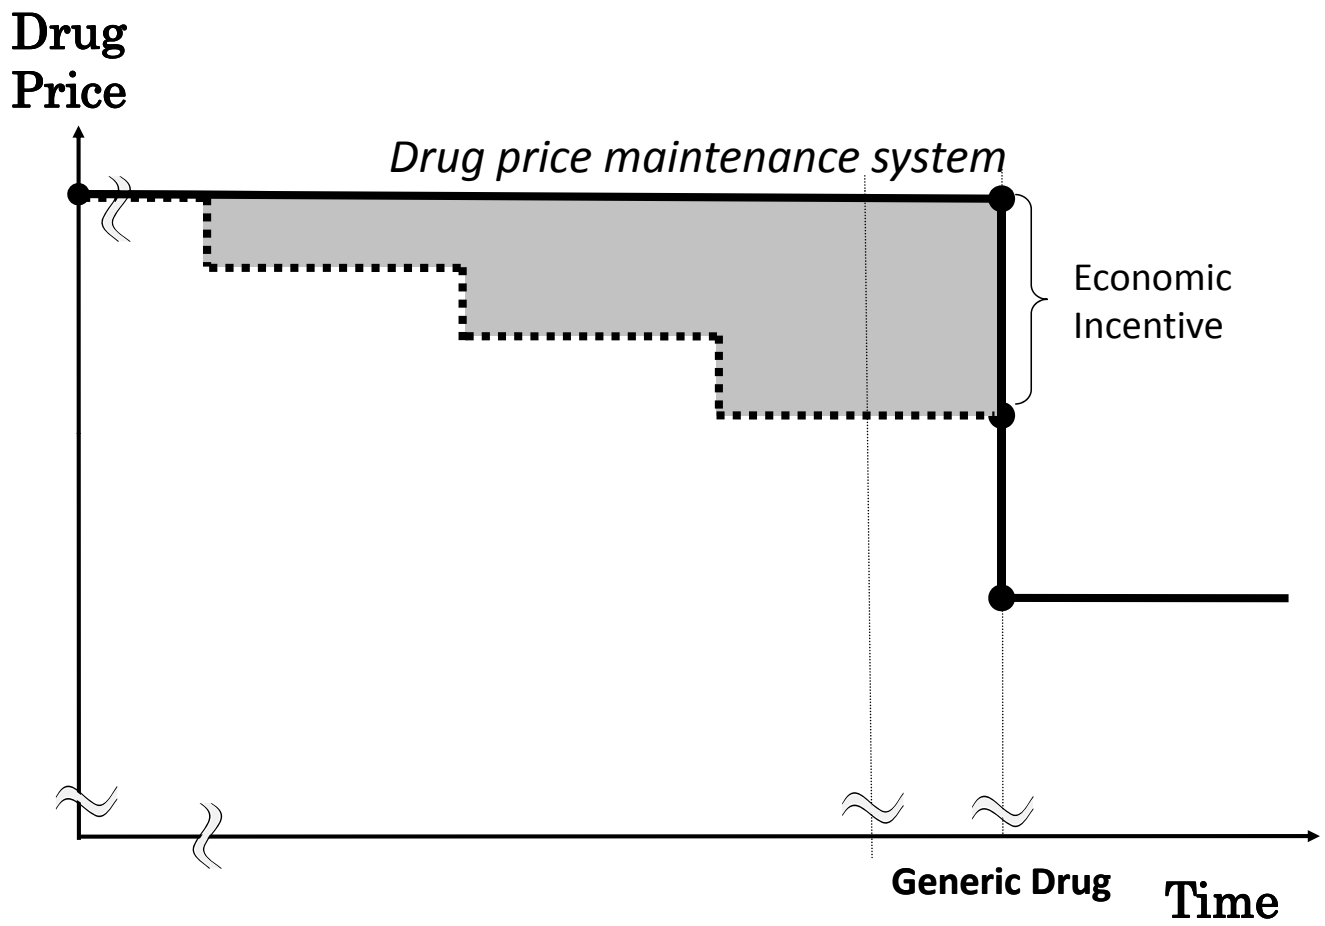 Drug
Price
Drug price maintenance system
Economic
Incentive
Generic Drug
Time